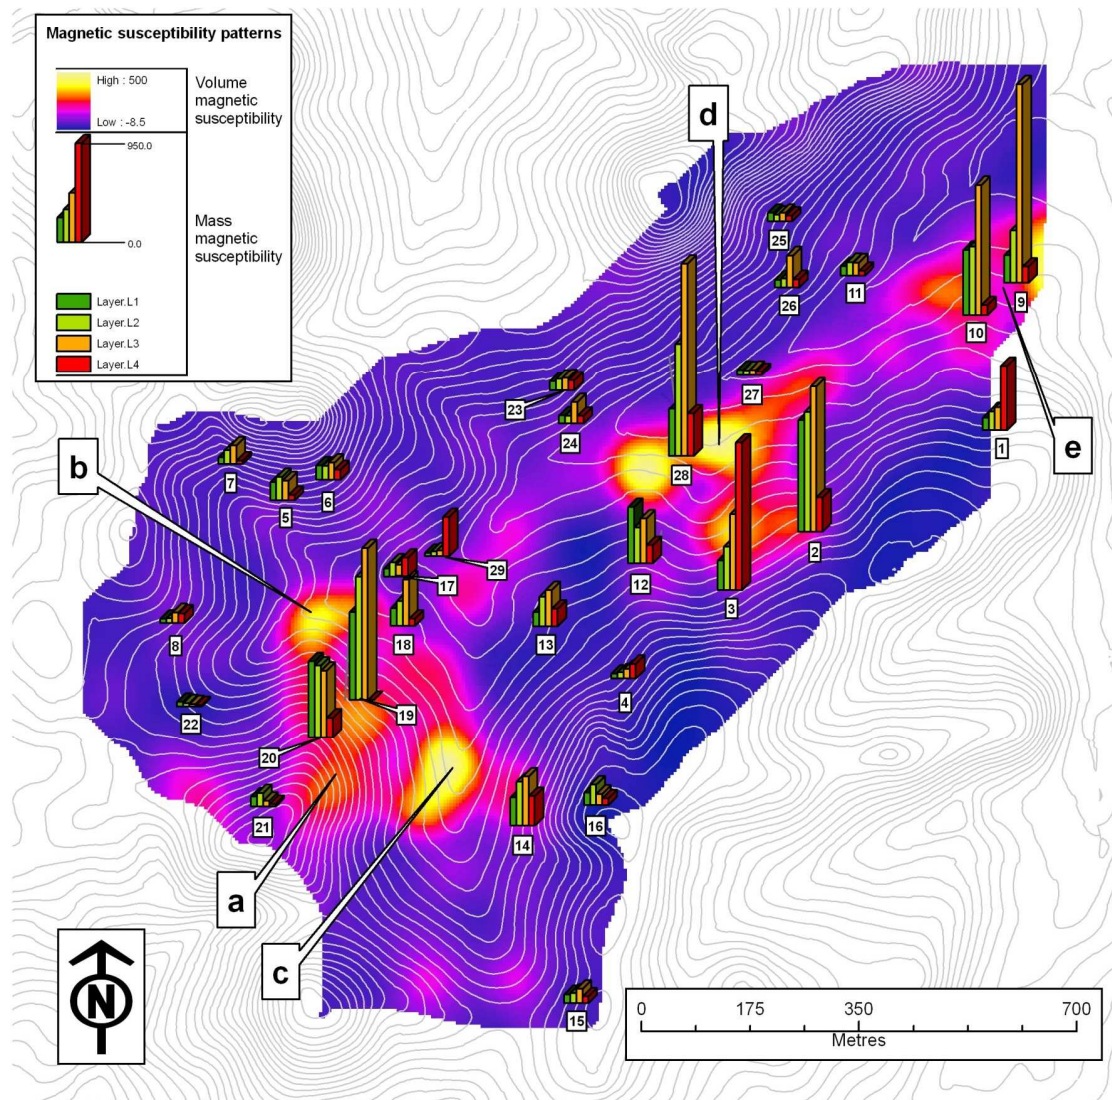 Magnetic susceptibility patterns
High : 500
Low : -8.5
Volume
magnetic
susceptibility
950.0
0.0
Mass
magnetic
susceptibility
Layer.L1
Layer.L2
Layer.L3
Layer.L4
d
25
26
11
9
10
27
23
24
1
e
28
b
7
5
6
2
12
3
29
17
18
13
8
4
22
19
20
21
14
16
a
c
15
N
0 175 350 700
Metres